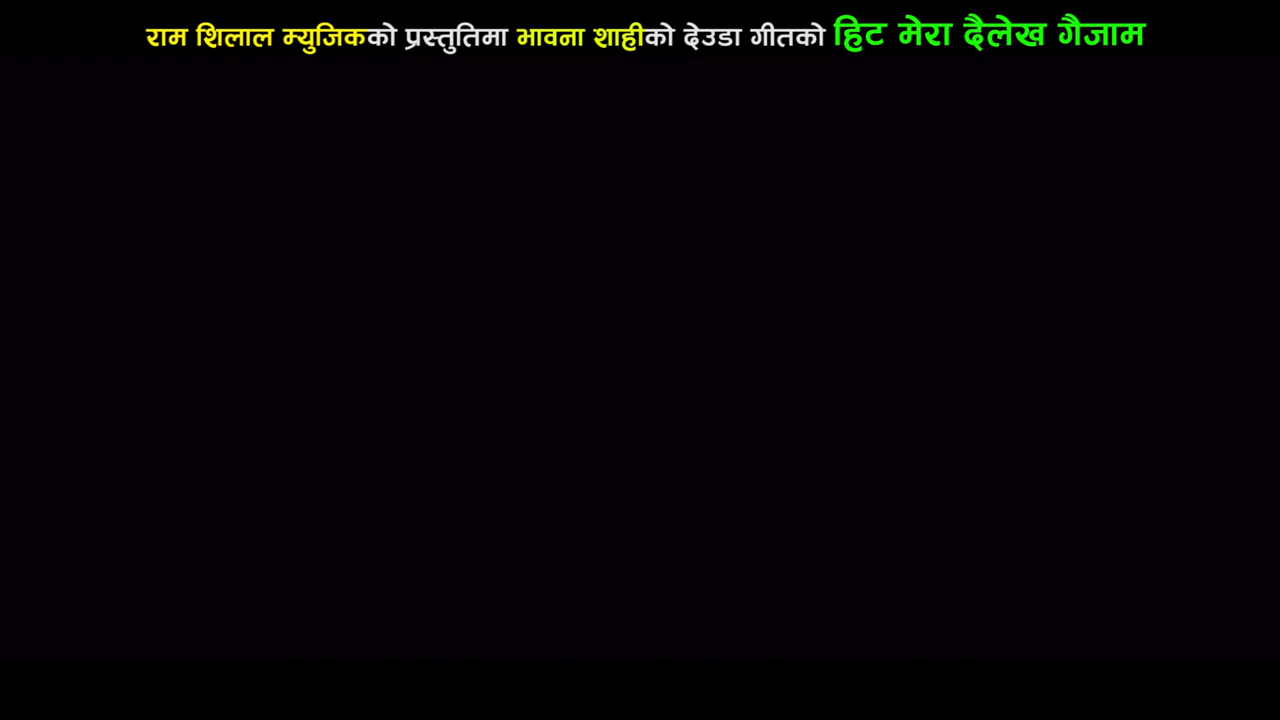 राम शिलाल म्युजिकको प्रस्तुतिमा भावना शाहीको देउडा गीतको हिट मेरा दैलेख गैजाम